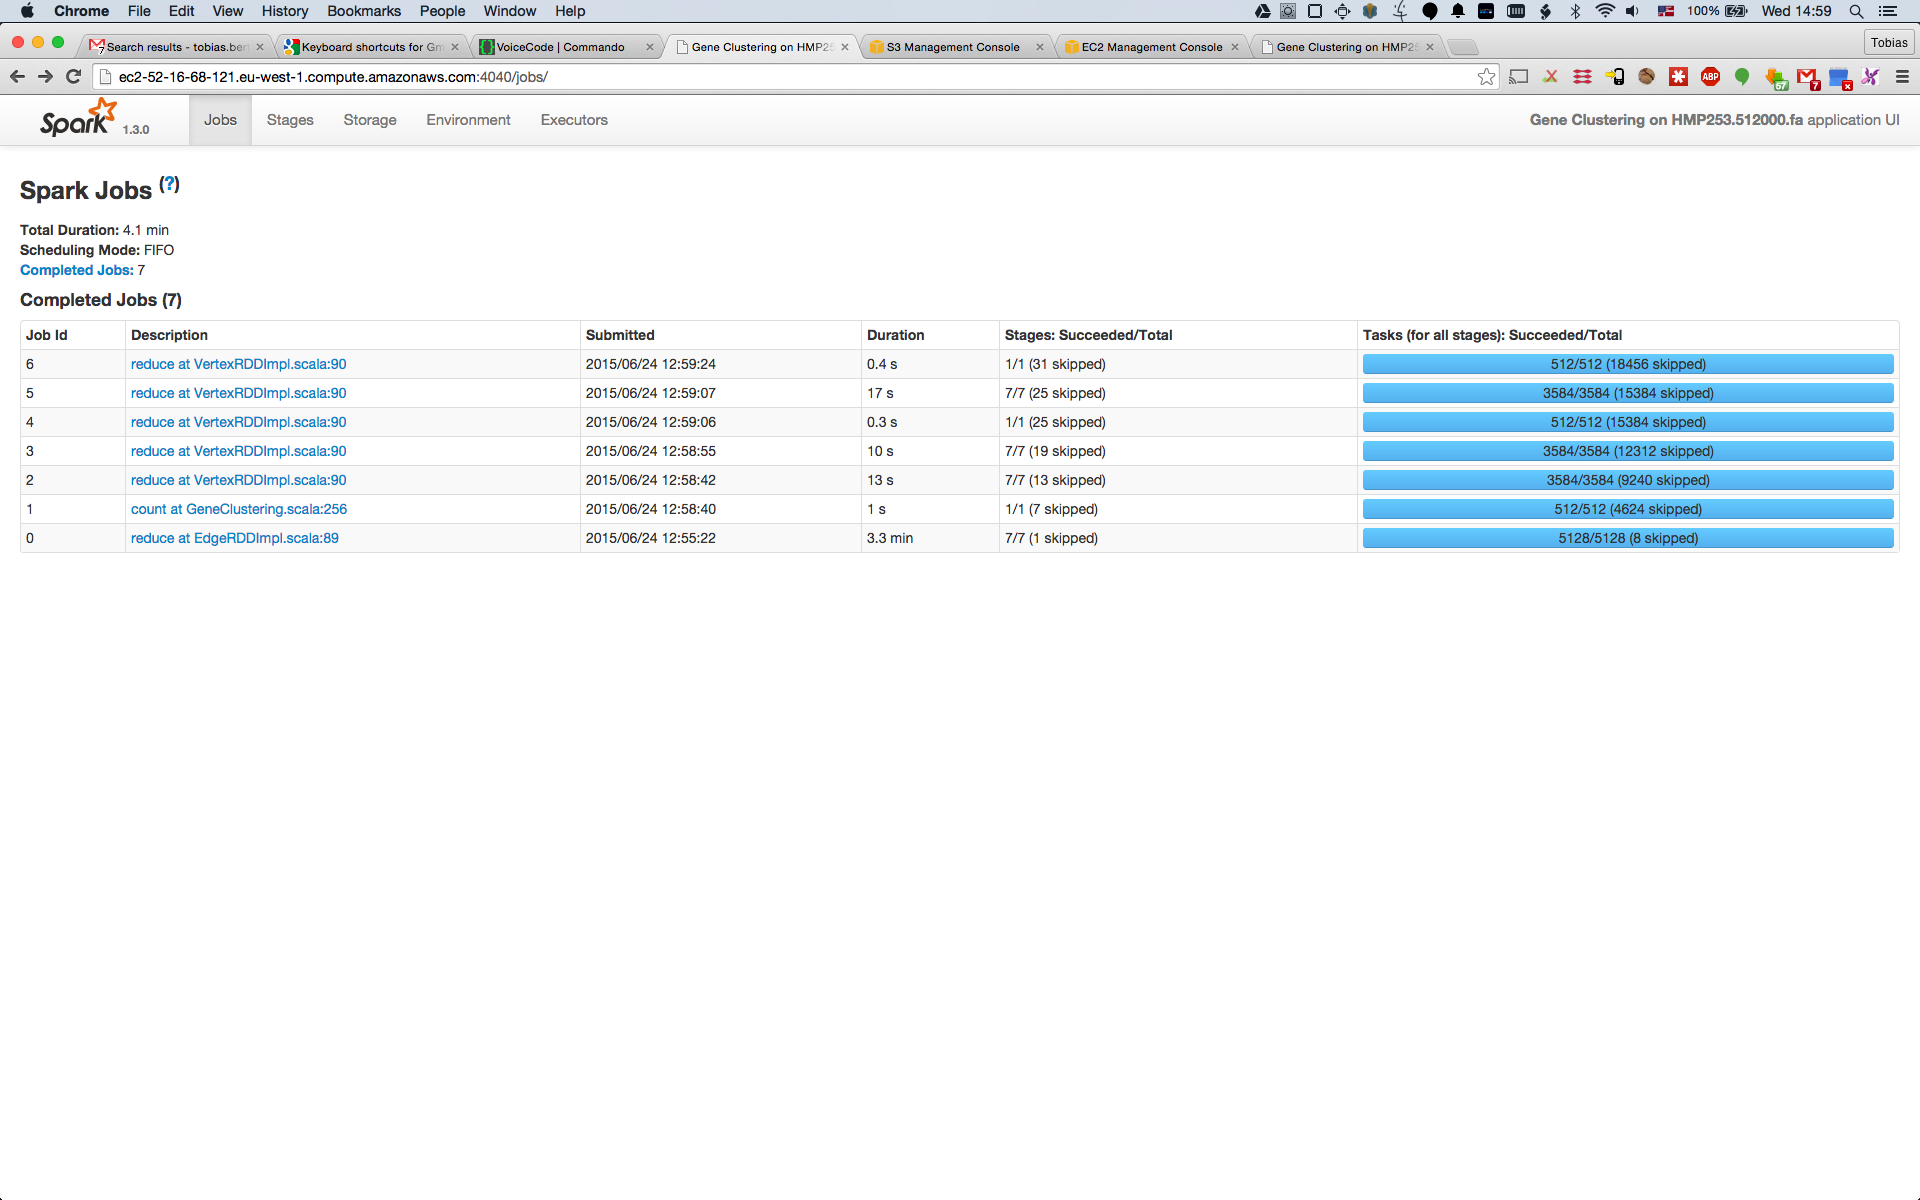 Chrome File Edit View History Bookmarks People Window Help 100% Wed 14:59
7 Search results - tobias.ber Keyboard shortcuts for Gm VoiceCode | Commando Gene Clustering on HMP25 S3 Management Console EC2 Management Console Gene Clustering on HMP25 Tobias
ec2-52-16-68-121.eu-west-1.compute.amazonaws.com:4040/jobs/ ABP 67 7 x
Spark 1.3.0 Jobs Stages Storage Environment Executors Gene Clustering on HMP253.512000.fa application UI
Spark Jobs (?)
Total Duration: 4.1 min
Scheduling Mode: FIFO
Completed Jobs: 7
Completed Jobs (7)
Job Id Description Submitted Duration Stages: Succeeded/Total Tasks (for all stages): Succeeded/Total
6 reduce at VertexRDDImpl.scala:90 2015/06/24 12:59:24 0.4 s 1/1 (31 skipped) 512/512 (18456 skipped)
5 reduce at VertexRDDImpl.scala:90 2015/06/24 12:59:07 17 s 7/7 (25 skipped) 3584/3584 (15384 skipped)
4 reduce at VertexRDDImpl.scala:90 2015/06/24 12:59:06 0.3 s 1/1 (25 skipped) 512/512 (15384 skipped)
3 reduce at VertexRDDImpl.scala:90 2015/06/24 12:58:55 10 s 7/7 (19 skipped) 3584/3584 (12312 skipped)
2 reduce at VertexRDDImpl.scala:90 2015/06/24 12:58:42 13 s 7/7 (13 skipped) 3584/3584 (9240 skipped)
1 count at GeneClustering.scala:256 2015/06/24 12:58:40 1 s 1/1 (7 skipped) 512/512 (4624 skipped)
0 reduce at EdgeRDDImpl.scala:89 2015/06/24 12:55:22 3.3 min 7/7 (1 skipped) 5128/5128 (8 skipped)